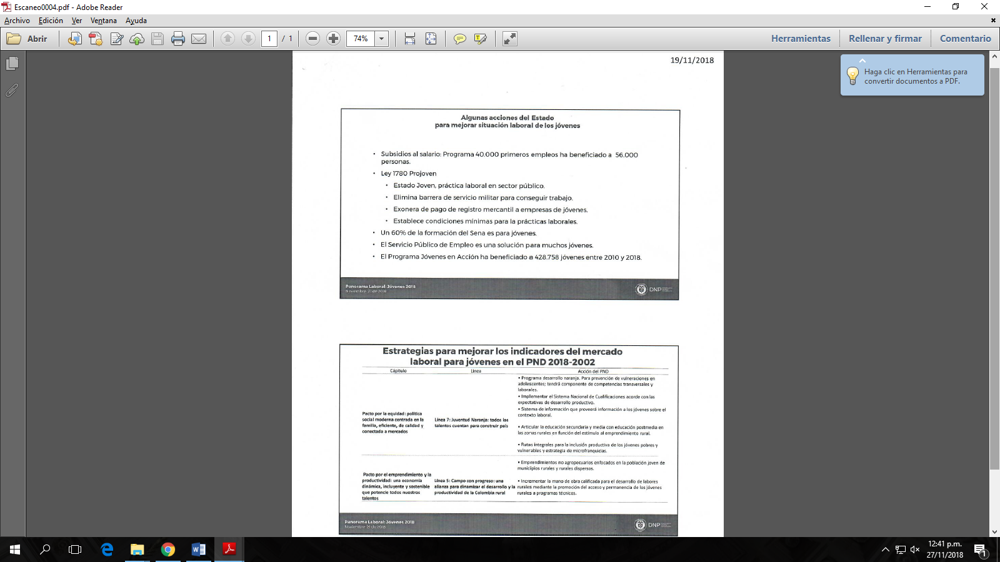 Escaneo0004.pdf - Adobe Reader
Archivo Edición Ver Ventana Ayuda
Abrir 1 / 1 74% Herramientas Rellenar y firmar Comentario
Haga clic en Herramientas para
convertir documentos a PDF.
19/11/2018
Algunas acciones del Estado
para mejorar situación laboral de los jóvenes
• Subsidios al salario: Programa 40.000 primeros empleos ha beneficiado a 56.000
personas.
• Ley 1780 Projoven
• Estado Joven, práctica laboral en sector público.
• Elimina barrera de servicio militar para conseguir trabajo.
• Exonera de pago de registro mercantil a empresas de jóvenes.
• Establece condiciones mínimas para la prácticas laborales.
• Un 60% de la formación del Sena es para jóvenes.
• El Servicio Público de Empleo es una solución para muchos jóvenes.
• El Programa Jóvenes en Acción ha beneficiado a 428.758 jóvenes entre 2010 y 2018.
Panorama Laboral: Jóvenes 2018
Noviembre, 21 de 2018
DNP
Estrategias para mejorar los indicadores del mercado
laboral para jóvenes en el PND 2018-2002
Cápitulo Línea Acción del PND
Pacto por la equidad: política
social moderna centrada en la
familia, eficiente, de calidad y
conectada a mercados
Línea 7: Juventud Naranja: todos los
talentos cuentan para construir país
• Programa desarrollo naranja. Para prevención de vulneraciones en
adolescentes; tendrá componente de competencias transversales y
laborales.
• Implementar el Sistema Nacional de Cualificaciones acorde con las
expectativas de desarrollo productivo.
• Sistema de información que proveerá información a los jóvenes sobre el
contexto laboral.
• Articular la educación secundaria y media con educación postmedia en
las zonas rurales en función del estímulo al emprendimiento rural.
• Rutas integrales para la inclusión productiva de los jóvenes pobres y
vulnerables y estrategia de microfranquicias.
Pacto por el emprendimiento y la
productividad: una economía
dinámica, incluyente y sostenible
que potencie todos nuestros
talentos
Línea 5: Campo con progreso: una
alianza para dinamizar el desarrollo y la
productividad de la Colombia rural
• Emprendimientos no agropecuarios enfocados en la población joven de
municipios rurales y rurales dispersos.
• Incrementar la mano de obra calificada para el desarrollo de labores
rurales mediante la promoción del acceso y permanencia de los jóvenes
rurales a programas técnicos.
Panorama Laboral: Jóvenes 2018
Noviembre 21 de 2018
DNP
12:41 p.m.
27/11/2018
1